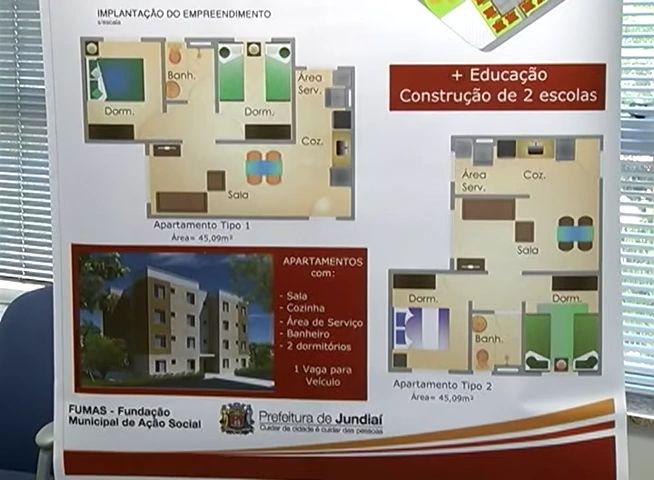 IMPLANTAÇÃO DO EMPREENDIMENTO
s/escala
Dorm.
Banh.
Dorm.
Área
Serv.
Coz.
Sala
Apartamento Tipo 1
Área= 45,09m²
+ Educação
Construção de 2 escolas
Área
Serv.
Coz.
Sala
Dorm.
Banh.
Dorm.
Apartamento Tipo 2
Área= 45,09m²
APARTAMENTOS
com:
- Sala
- Cozinha
- Área de Serviço
- Banheiro
- 2 dormitórios
1 Vaga para
Veículo
FUMAS - Fundação
Municipal de Ação Social
Prefeitura de Jundiaí
Cuidar da cidade é cuidar das pessoas